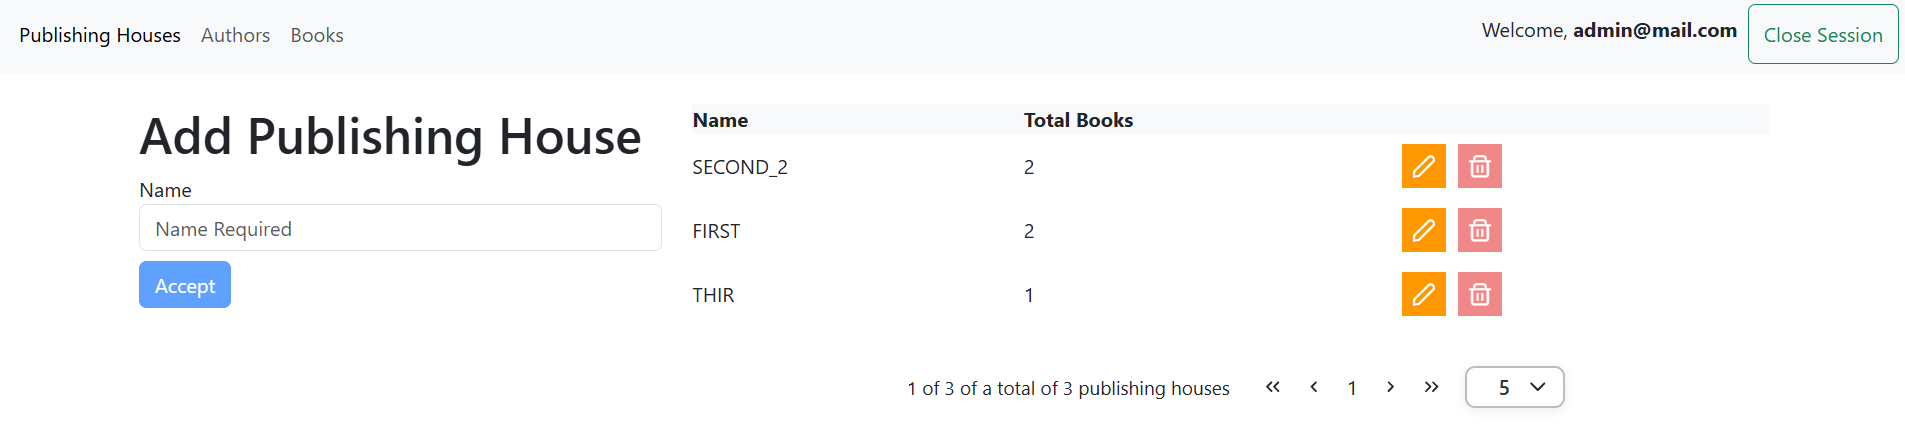 Publishing Houses Authors Books Welcome, admin@mail.com Close Session
Add Publishing House
Name
Name Required
Accept
Name Total Books
SECOND_2 2
FIRST 2
THIR 1
1 of 3 of a total of 3 publishing houses « ‹ 1 › » 5